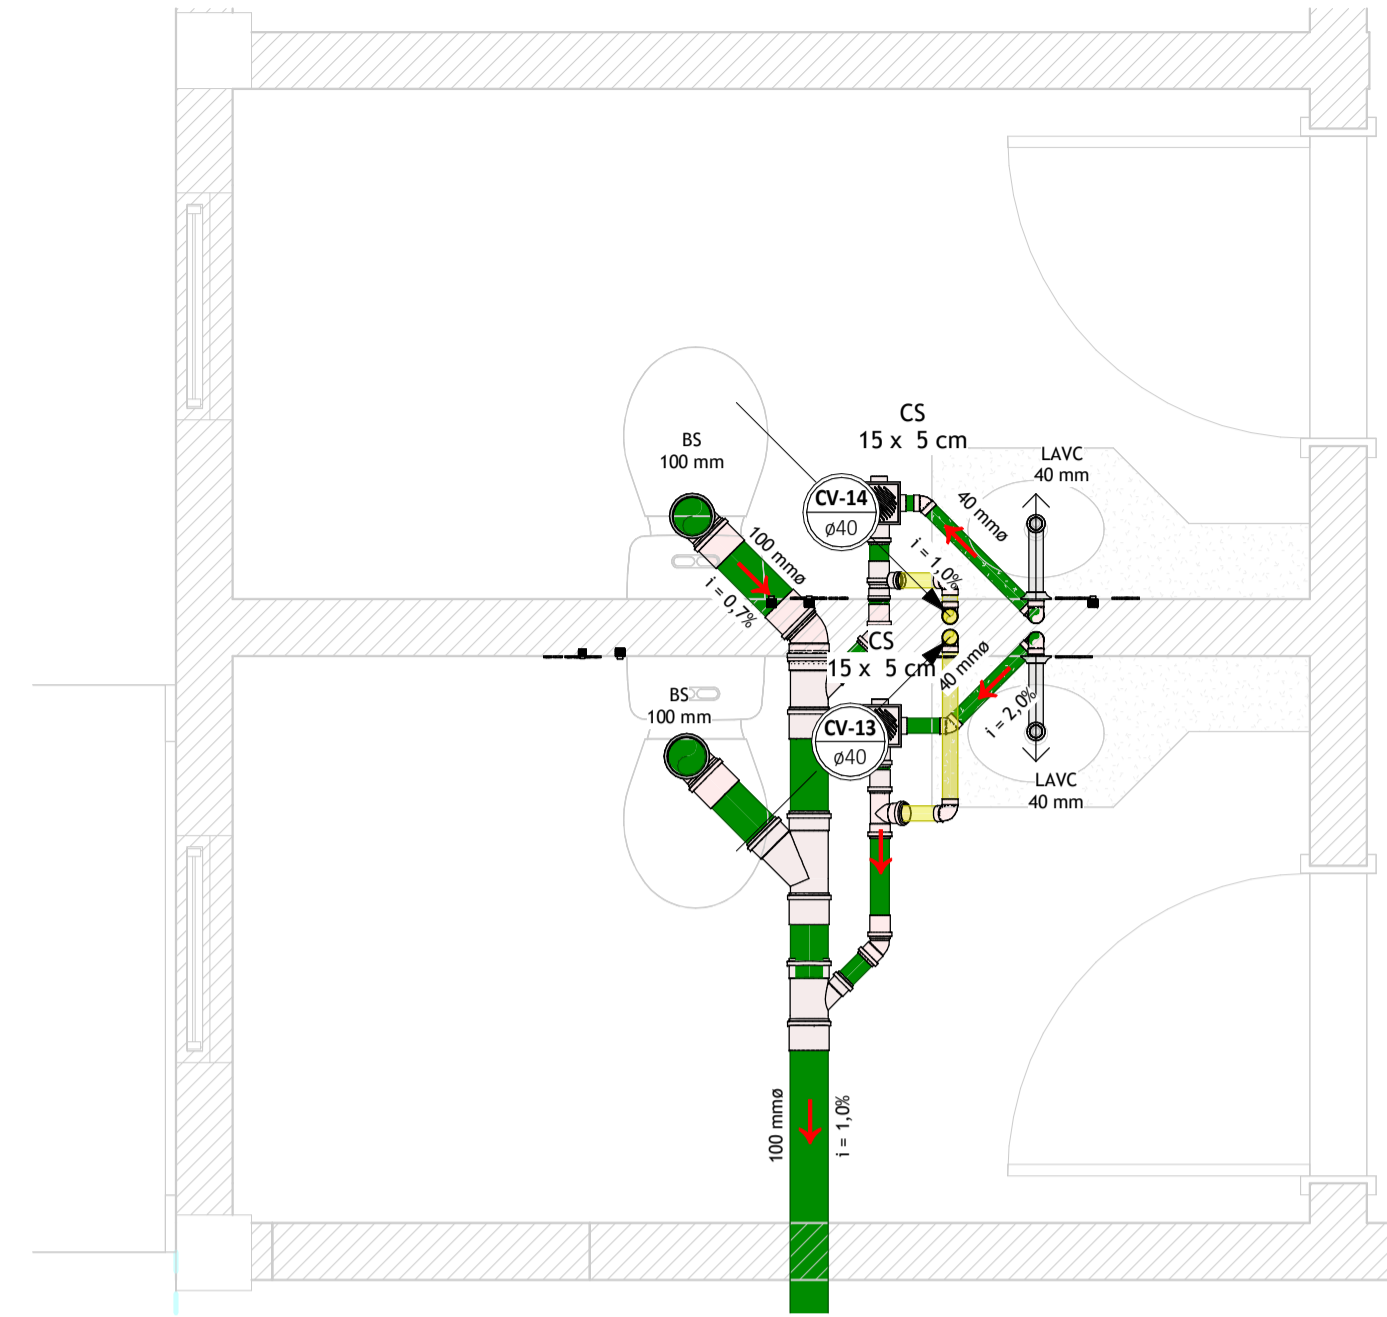 CS
15 x 5 cm
BS
100 mm
LAVC
40 mm
CV-14
ø40
40 mmø
i = 1,0%
100 mmø
i = 0,7%
CS
15 x 5 cm
40 mmø
i = 2,0%
BS
100 mm
CV-13
ø40
LAVC
40 mm
100 mmø
i = 1,0%